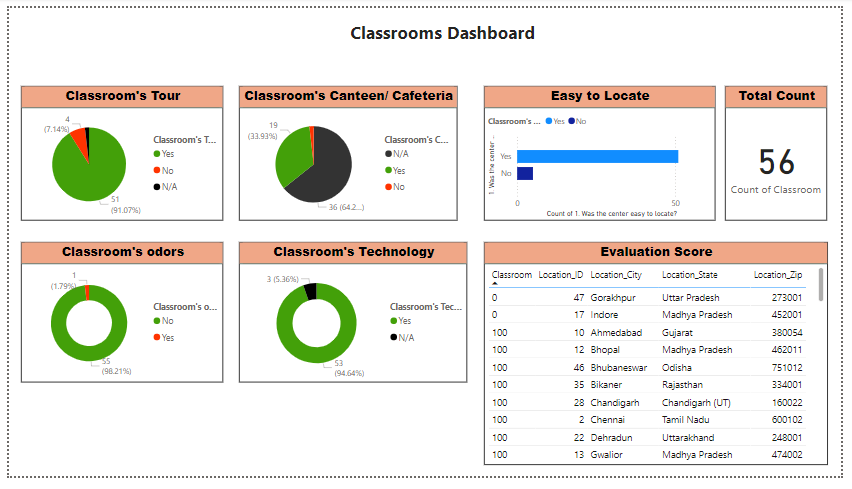 Classrooms Dashboard
Classroom's Tour
4
(7.14%)
51
(91.07%)
Classroom's T...
Yes
No
N/A
Classroom's Canteen/ Cafeteria
19
(33.93%)
36 (64.2...)
Classroom's C...
N/A
Yes
No
Easy to Locate
Classroom's ... Yes No
1. Was the center ...
Yes
No
0 50
Count of 1. Was the center easy to locate?
Total Count
56
Count of Classroom
Classroom's odors
1
(1.79%)
55
(98.21%)
Classroom's o...
No
Yes
Classroom's Technology
3 (5.36%)
53
(94.64%)
Classroom's Tec...
Yes
N/A
Evaluation Score
Classroom Location_ID Location_City Location_State Location_Zip
0 47 Gorakhpur Uttar Pradesh 273001
0 17 Indore Madhya Pradesh 452001
100 10 Ahmedabad Gujarat 380054
100 12 Bhopal Madhya Pradesh 462011
100 46 Bhubaneswar Odisha 751012
100 35 Bikaner Rajasthan 334001
100 28 Chandigarh Chandigarh (UT) 160022
100 2 Chennai Tamil Nadu 600102
100 22 Dehradun Uttarakhand 248001
100 13 Gwalior Madhya Pradesh 474002